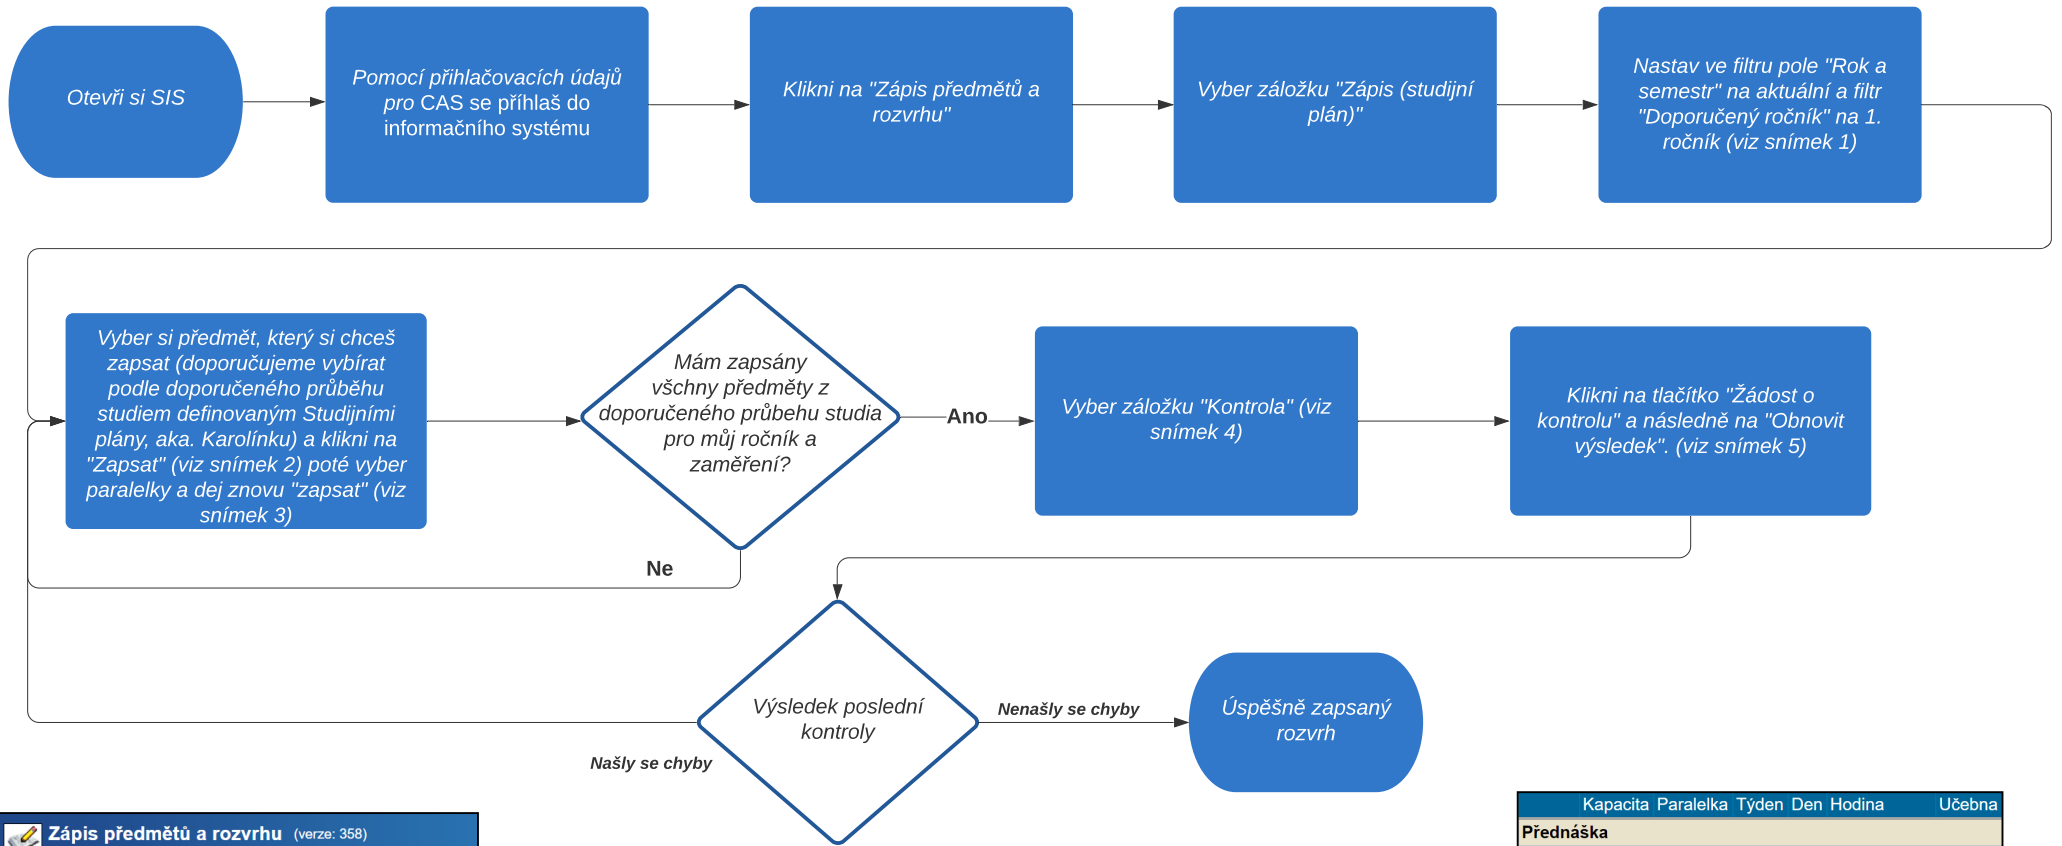 Otevři si SIS
Pomocí přihlačovacích údajů
pro CAS se příhlaš do
informačního systému
Klikni na "Zápis předmětů a
rozvrhu"
Vyber záložku "Zápis (studijní
plán)"
Nastav ve filtru pole "Rok a
semestr" na aktuální a filtr
"Doporučený ročník" na 1.
ročník (viz snímek 1)
Vyber si předmět, který si chceš
zapsat (doporučujeme vybírat
podle doporučeného průběhu
studiem definovaným Studijními
plány, aka. Karolínku) a klikni na
"Zapsat" (viz snímek 2) poté vyber
paralelky a dej znovu "zapsat" (viz
snímek 3)
Mám zapsány
všchny předměty z
doporučeného průbehu studia
pro můj ročník a
zaměření?
Ano
Vyber záložku "Kontrola" (viz
snímek 4)
Klikni na tlačítko "Žádost o
kontrolu" a následně na "Obnovit
výsledek". (viz snímek 5)
Ne
Výsledek poslední
kontroly
Nenašly se chyby
Úspěšně zapsaný
rozvrh
Našly se chyby
Zápis předmětů a rozvrhu (verze: 358)
Kapacita Paralelka Týden Den Hodina Učebna
Přednáška